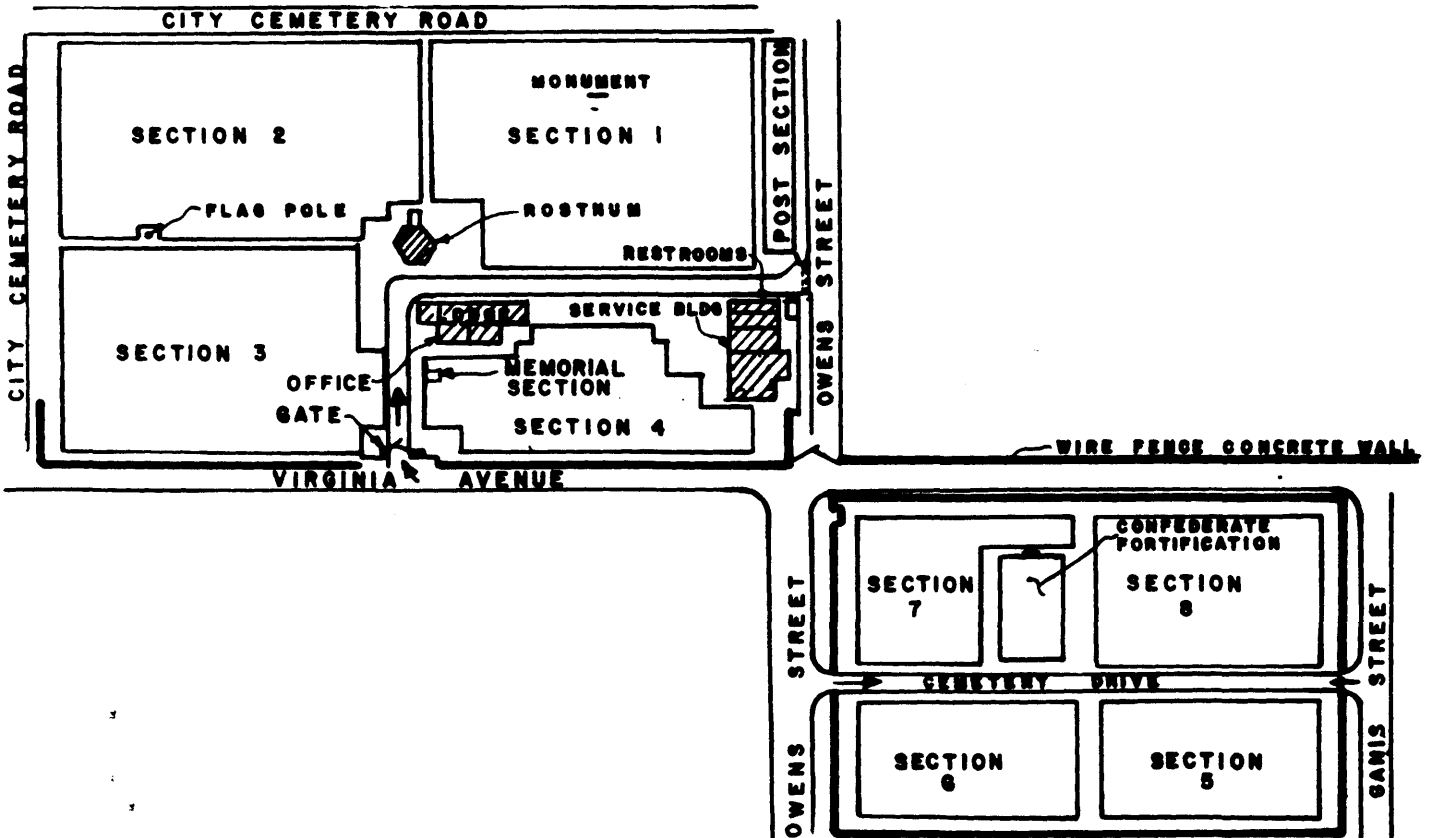 CITY CEMETERY ROAD
CITY CEMETERY ROAD
MONUMENT
SECTION 2
SECTION 1
POST SECTION
FLAG POLE
ROSTNUM
RESTROOMS
OWENS STREET
LODGE
SERVICE BLDG
SECTION 3
MEMORIAL
SECTION
OFFICE
GATE
SECTION 4
VIRGINIA AVENUE
WIRE FENCE CONCRETE WALL
CONFEDERATE
FORTIFICATION
SECTION
7
SECTION
8
OWENS STREET
GANIS STREET
CEMETERY DRIVE
SECTION
6
SECTION
5